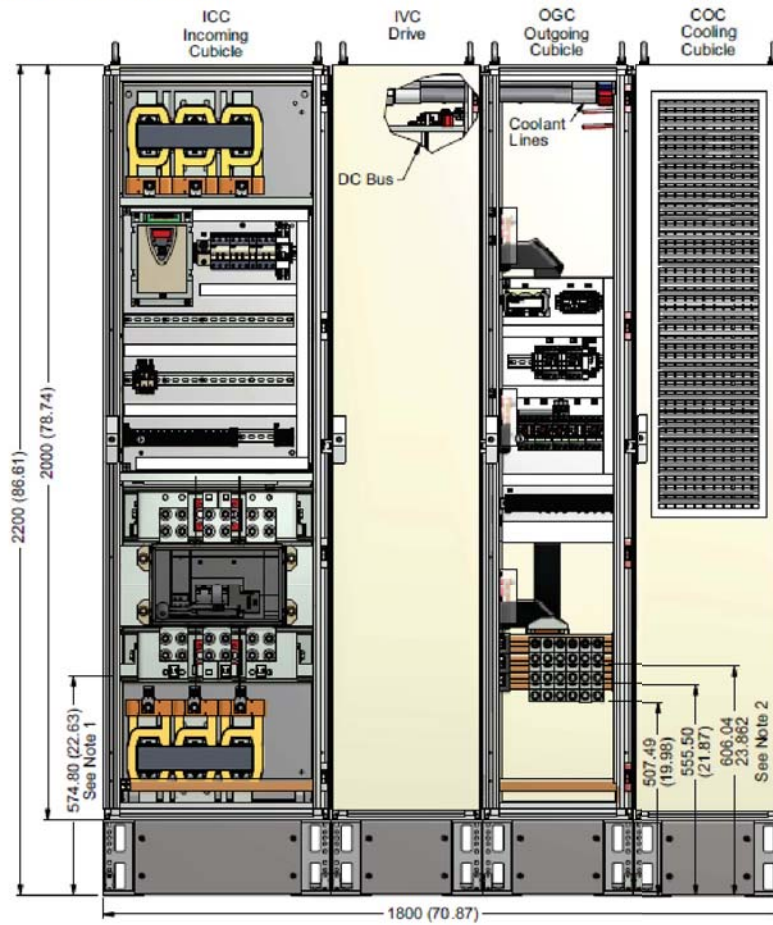 ICC
Incoming
Cubicle
IVC
Drive
OGC
Outgoing
Cubicle
COC
Cooling
Cubicle
Coolant
Lines
DC Bus
2200 (86.61)
2000 (78.74)
574.80 (22.63)
See Note 1
507.49
(19.98)
555.50
(21.87)
606.04
23.862
See Note 2
1800 (70.87)